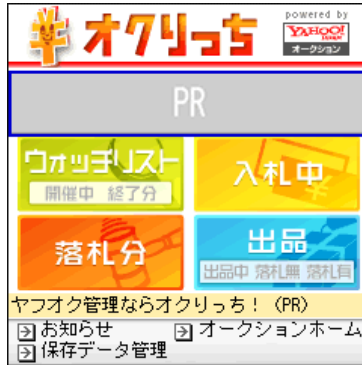 オクリっち
powered by
YAHOO!
JAPAN
オークション
PR
ウォッチリスト
開催中 終了分
入札中
落札分
出品
出品中 落札無 落札有
ヤフオク管理ならオクりっち! (PR)
お知らせ
オークションホーム
保存データ管理